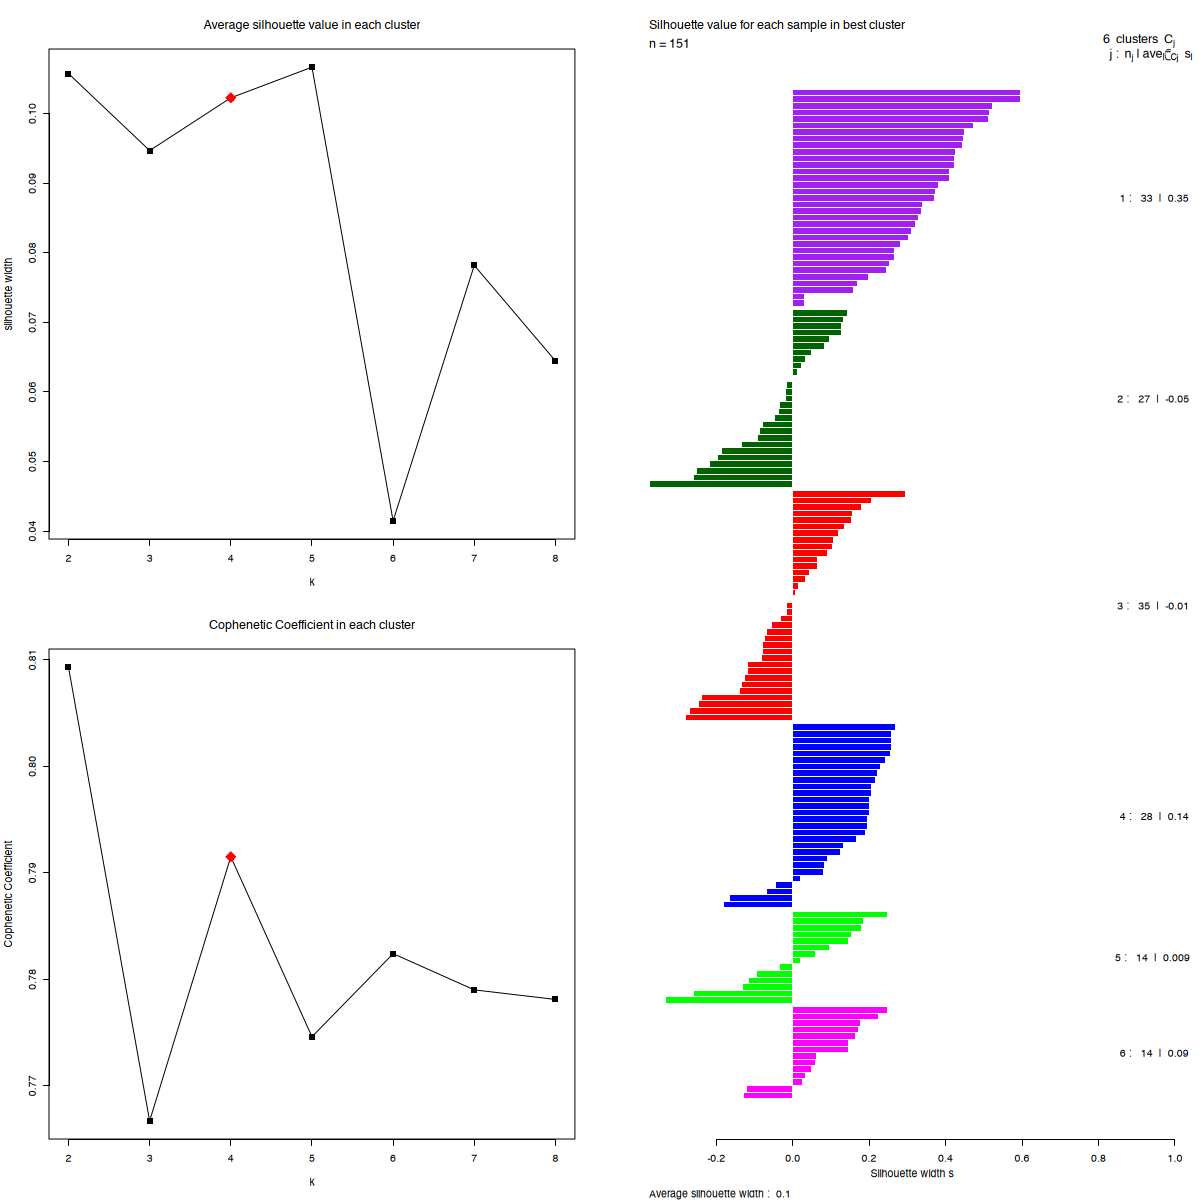 Average silhouette value in each cluster
silhouette width
0.10
0.09
0.08
0.07
0.06
0.05
0.04
2 3 4 5 6 7 8
k
Cophenetic Coefficient in each cluster
Cophenetic Coefficient
0.81
0.80
0.79
0.78
0.77
2 3 4 5 6 7 8
k
Silhouette value for each sample in best cluster
n = 151
6 clusters Cj
j : nj | avei∈Cj si
1 : 33 | 0.35
2 : 27 | -0.05
3 : 35 | -0.01
4 : 28 | 0.14
5 : 14 | 0.009
6 : 14 | 0.09
-0.2 0.0 0.2 0.4 0.6 0.8 1.0
Silhouette width s
Average silhouette width : 0.1